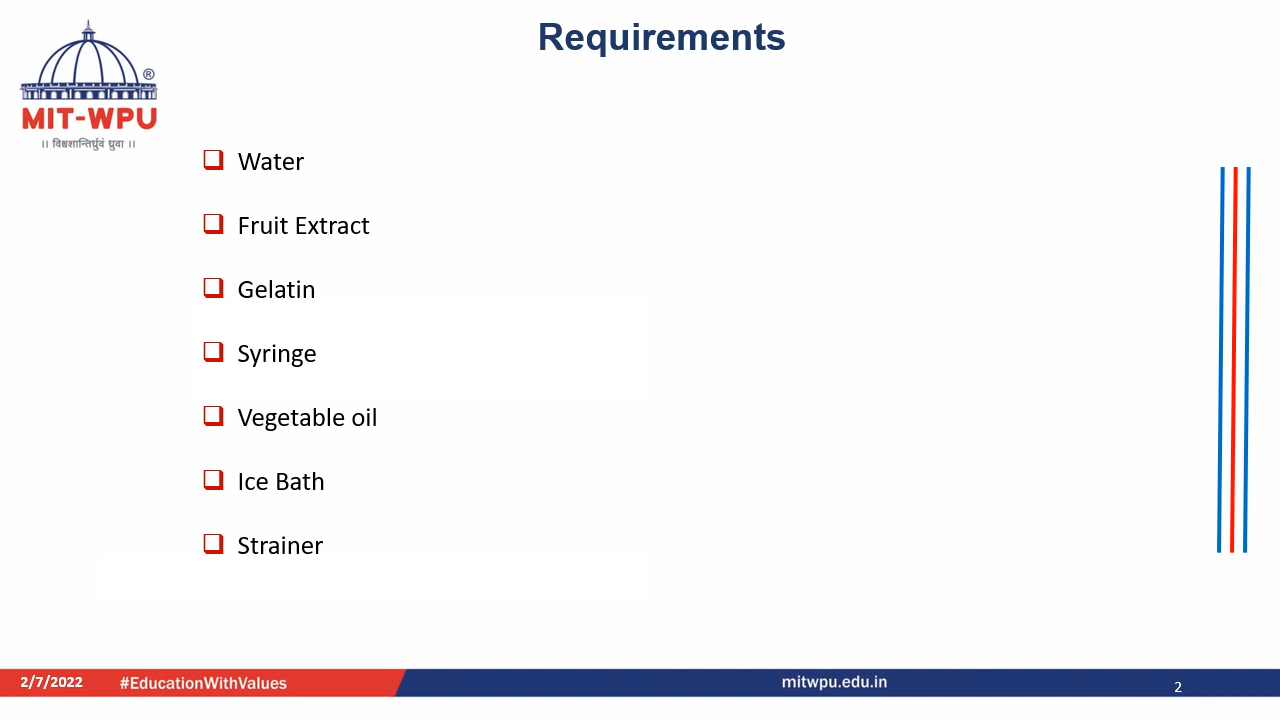 Requirements
®
MIT-WPU
।। विश्वशान्तिर्ध्रुवं ध्रुवा ।।
Water
Fruit Extract
Gelatin
Syringe
Vegetable oil
Ice Bath
Strainer
2/7/2022 #EducationWithValues mitwpu.edu.in 2